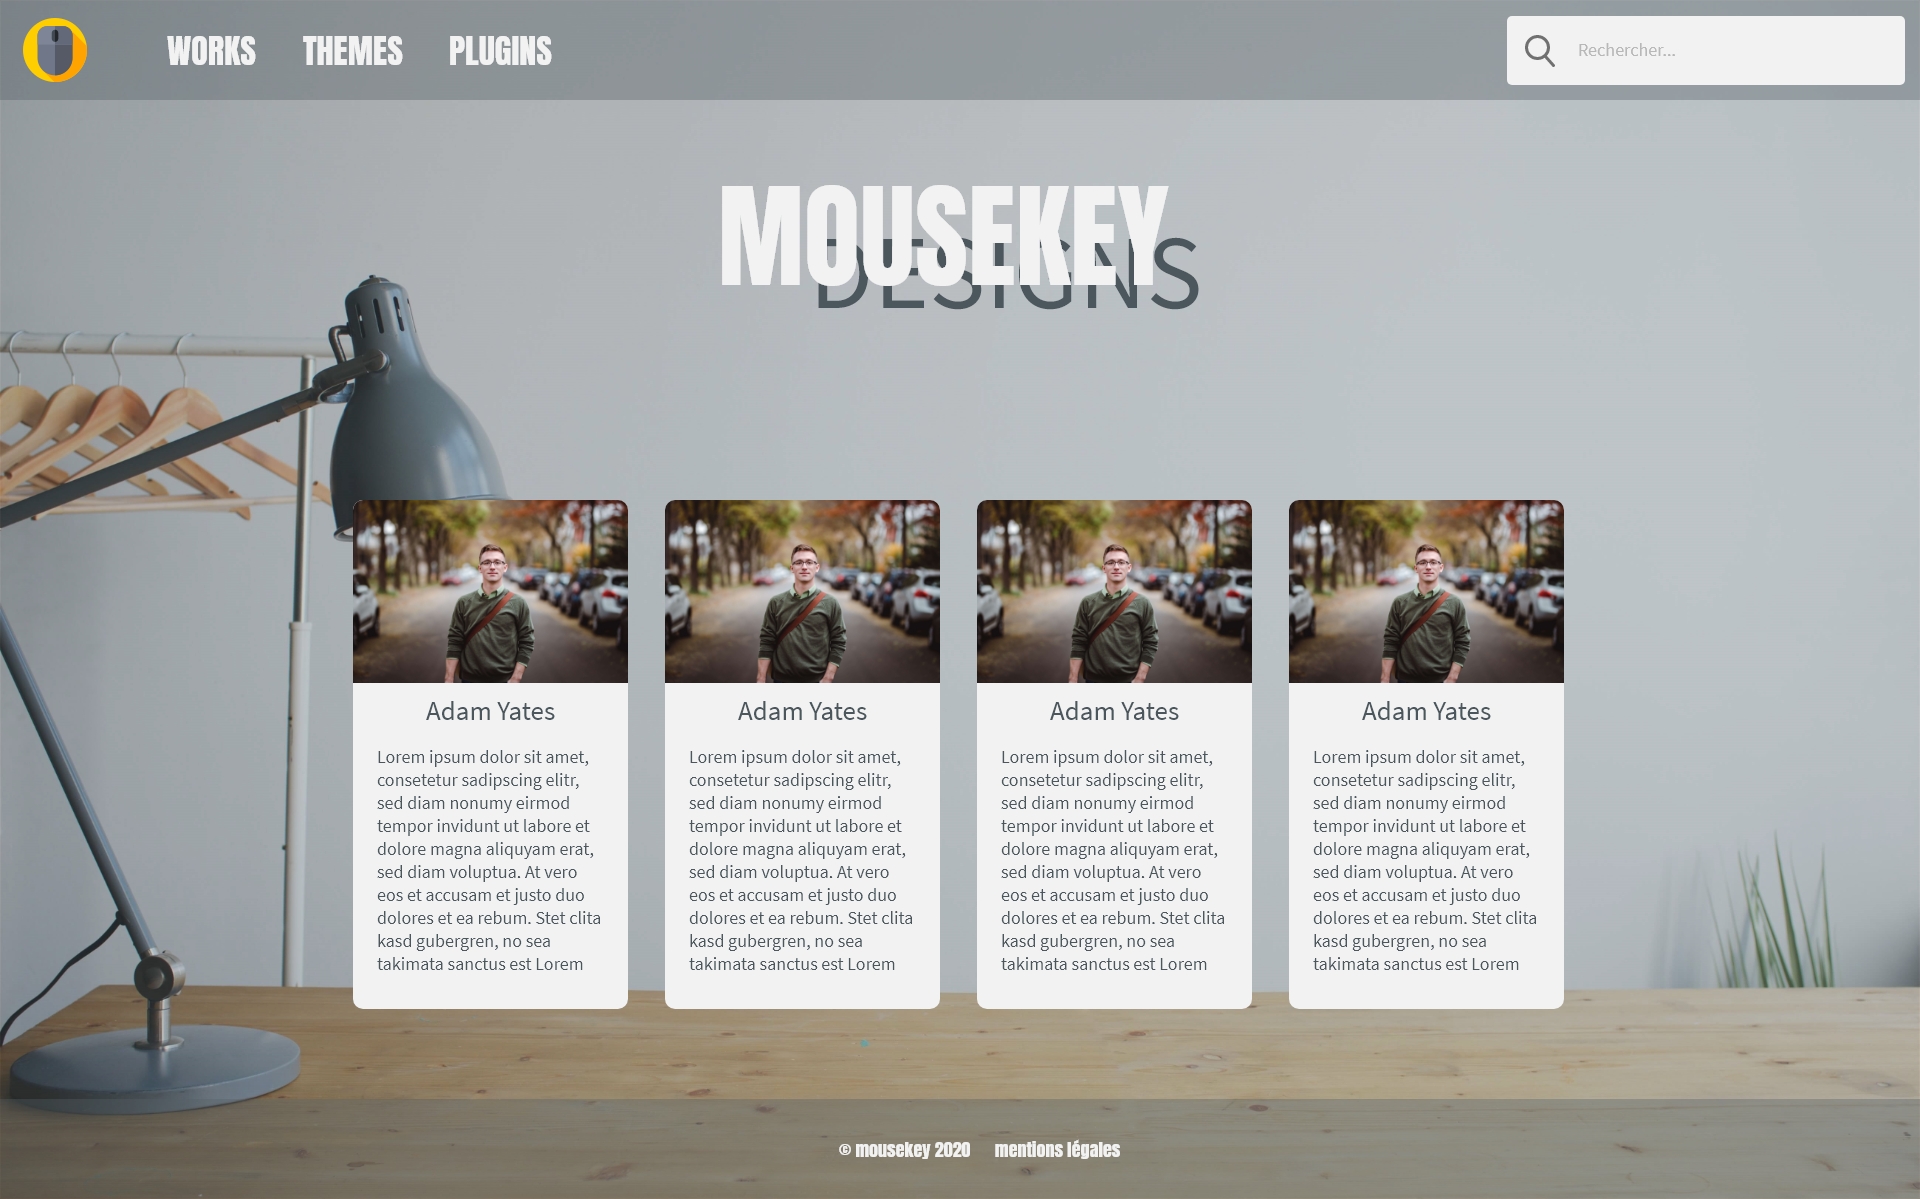 WORKS THEMES PLUGINS
Rechercher...
MOUSEKEY
DESIGNS
Adam Yates
Lorem ipsum dolor sit amet,
consetetur sadipscing elitr,
sed diam nonumy eirmod
tempor invidunt ut labore et
dolore magna aliquyam erat,
sed diam voluptua. At vero
eos et accusam et justo duo
dolores et ea rebum. Stet clita
kasd gubergren, no sea
takimata sanctus est Lorem
Adam Yates
Lorem ipsum dolor sit amet,
consetetur sadipscing elitr,
sed diam nonumy eirmod
tempor invidunt ut labore et
dolore magna aliquyam erat,
sed diam voluptua. At vero
eos et accusam et justo duo
dolores et ea rebum. Stet clita
kasd gubergren, no sea
takimata sanctus est Lorem
Adam Yates
Lorem ipsum dolor sit amet,
consetetur sadipscing elitr,
sed diam nonumy eirmod
tempor invidunt ut labore et
dolore magna aliquyam erat,
sed diam voluptua. At vero
eos et accusam et justo duo
dolores et ea rebum. Stet clita
kasd gubergren, no sea
takimata sanctus est Lorem
Adam Yates
Lorem ipsum dolor sit amet,
consetetur sadipscing elitr,
sed diam nonumy eirmod
tempor invidunt ut labore et
dolore magna aliquyam erat,
sed diam voluptua. At vero
eos et accusam et justo duo
dolores et ea rebum. Stet clita
kasd gubergren, no sea
takimata sanctus est Lorem
© mousekey 2020 mentions légales